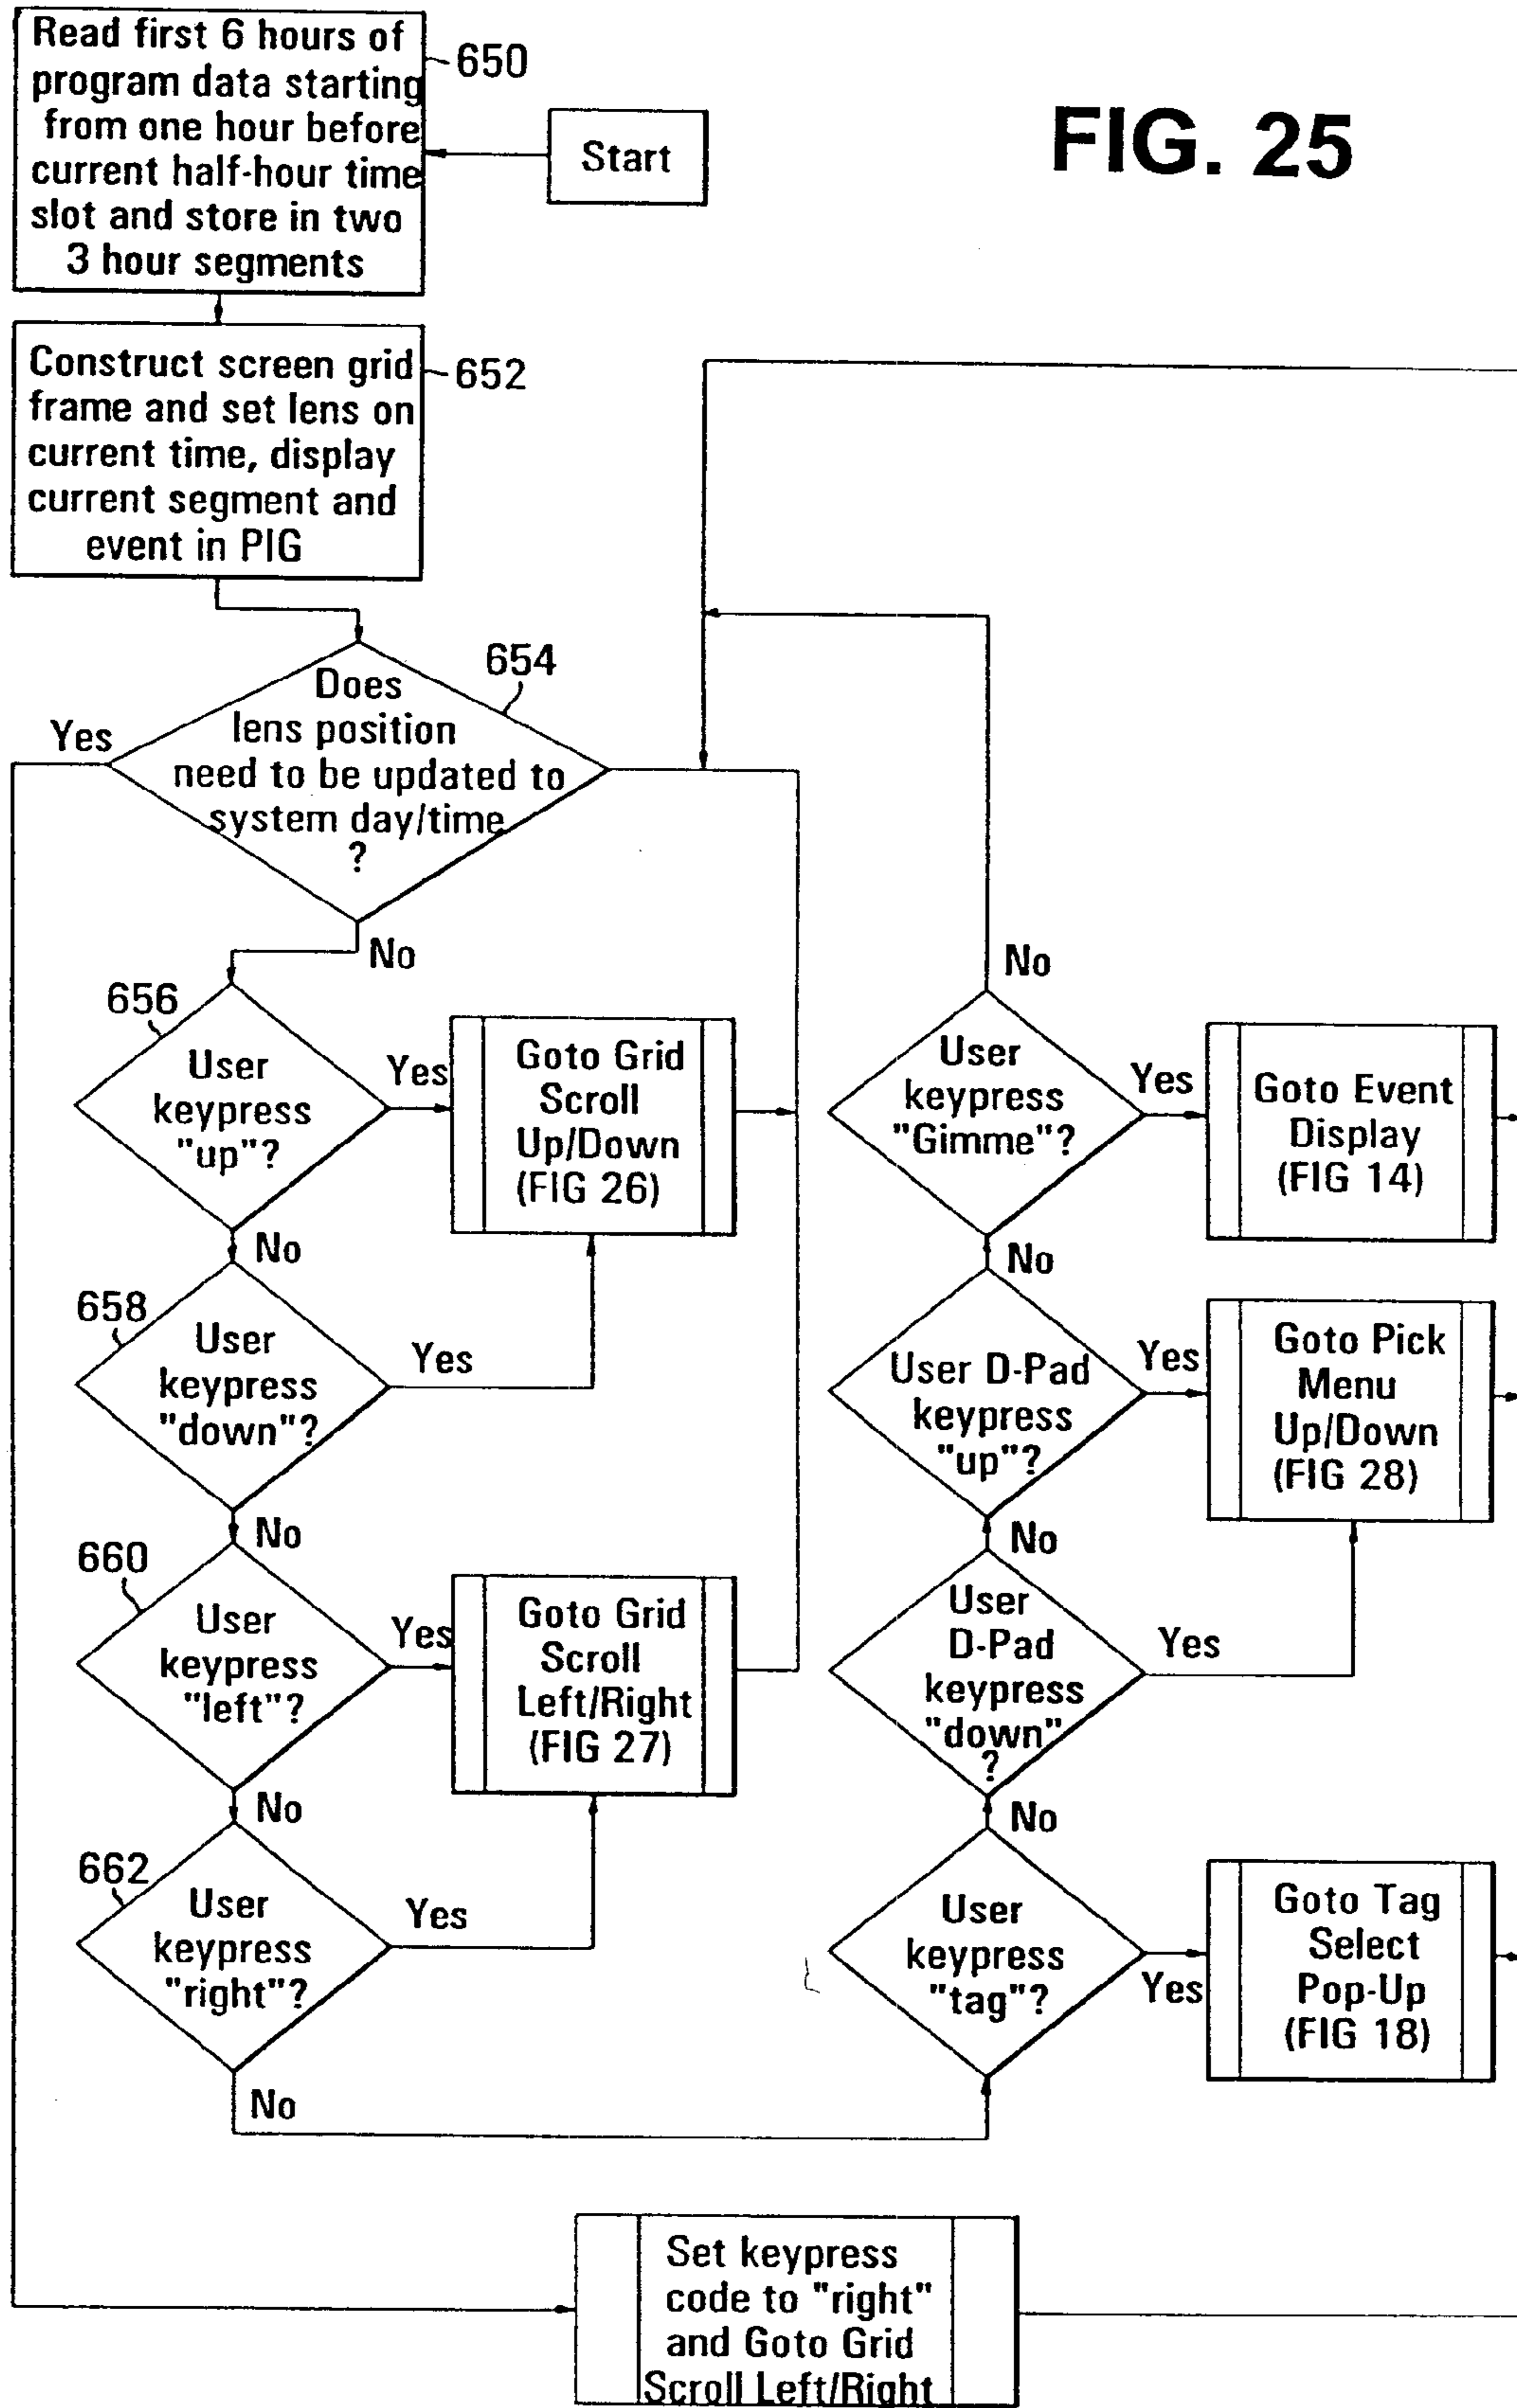 Read first 6 hours of
program data starting
from one hour before
current half-hour time
slot and store in two
3 hour segments
650
Start
FIG. 25
Construct screen grid
frame and set lens on
current time, display
current segment and
event in PIG
652
Does
lens position
need to be updated to
system day/time
?
654
Yes
No
656
User
keypress
"up"?
Yes
Goto Grid
Scroll
Up/Down
(FIG 26)
No
658
User
keypress
"down"?
Yes
No
660
User
keypress
"left"?
Yes
Goto Grid
Scroll
Left/Right
(FIG 27)
No
662
User
keypress
"right"?
Yes
No
No
User
keypress
"Gimme"?
Yes
Goto Event
Display
(FIG 14)
No
User D-Pad
keypress
"up"?
Yes
Goto Pick
Menu
Up/Down
(FIG 28)
No
User
D-Pad
keypress
"down"
?
Yes
No
User
keypress
"tag"?
Yes
Goto Tag
Select
Pop-Up
(FIG 18)
Set keypress
code to "right"
and Goto Grid
Scroll Left/Right